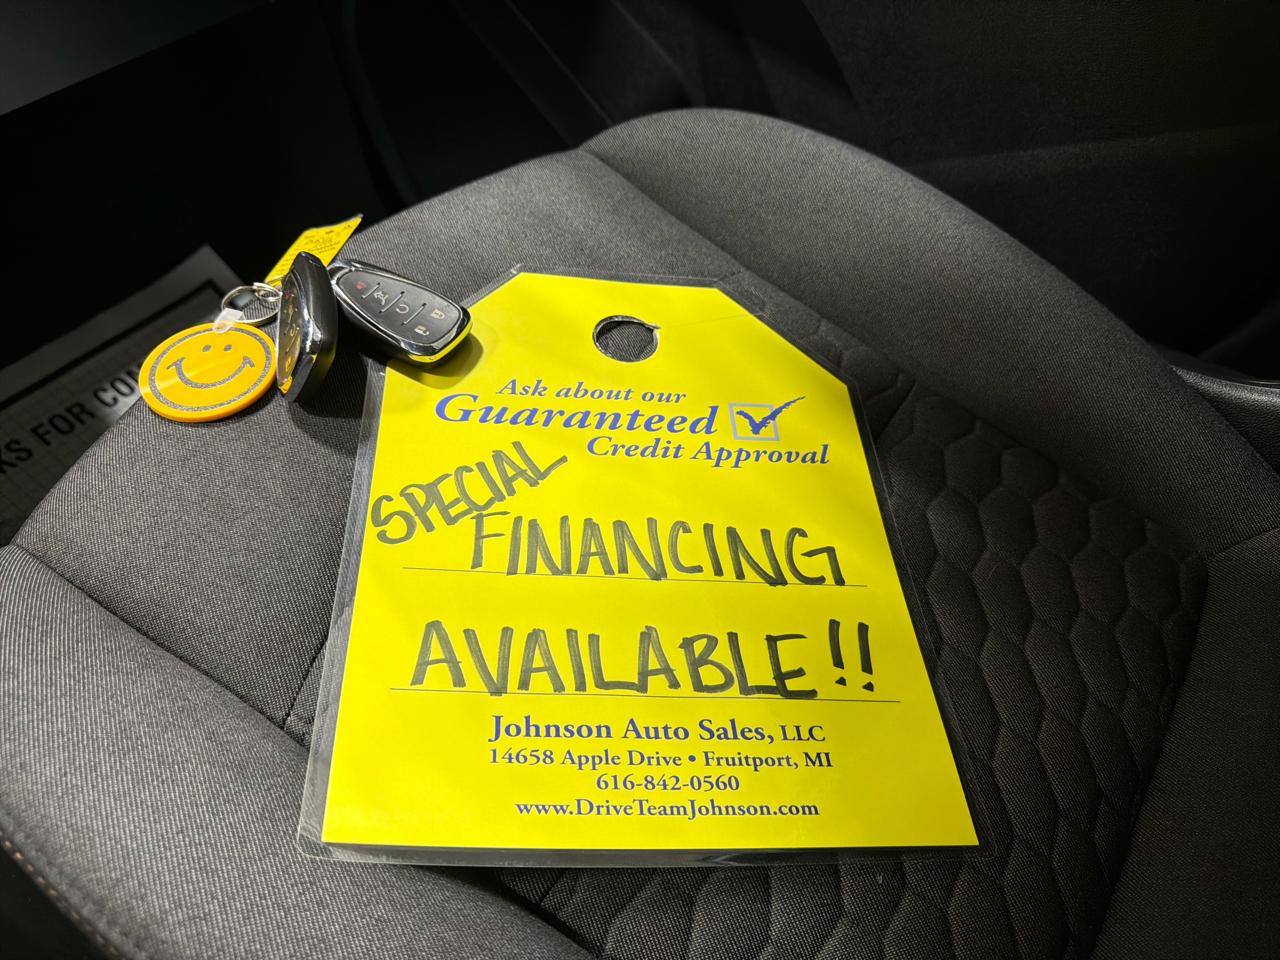 Ask about our
Guaranteed
Credit Approval
SPECIAL
FINANCING
AVAILABLE!!
Johnson Auto Sales, LLC
14658 Apple Drive • Fruitport, MI
616-842-0560
www.DriveTeamJohnson.com
FOR